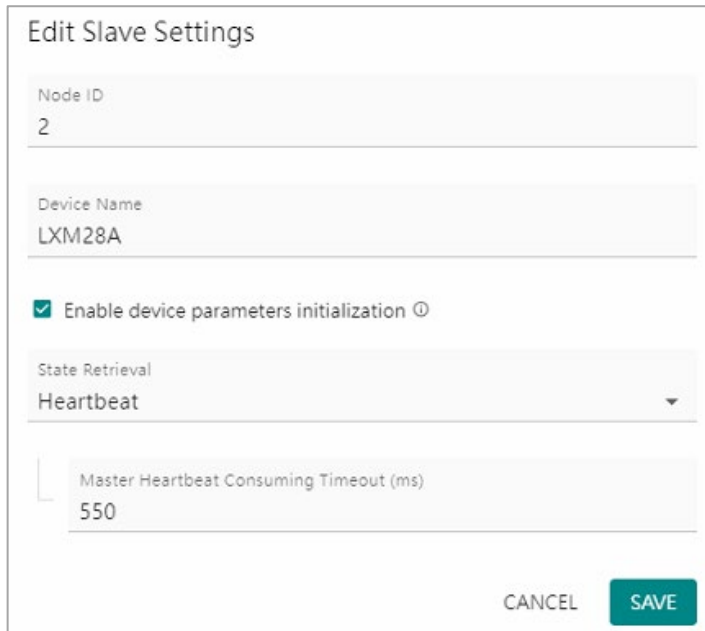 Edit Slave Settings
Node ID
2
Device Name
LXM28A
Enable device parameters initialization
State Retrieval
Heartbeat
Master Heartbeat Consuming Timeout (ms)
550
CANCEL SAVE